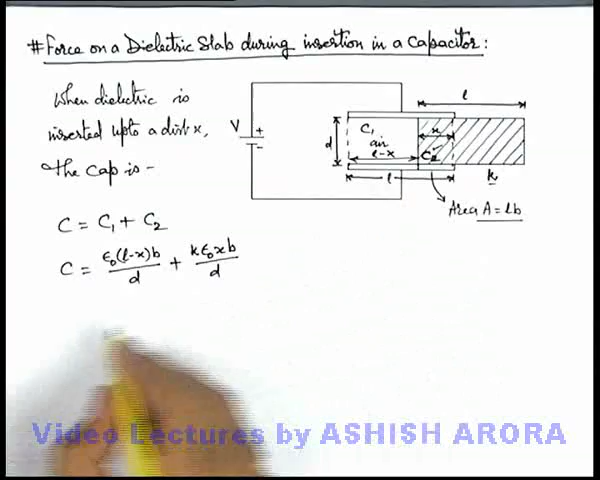 # Force on a Dielectric Slab during insertion in a Capacitor :
When dielectric is
inserted upto a dist x,
the cap is -
C = C₁ + C₂
C = ε₀(l-x)b/d + kε₀xb/d
V
+
-
d
C₁
air
l-x
l
l
x
C₂
k
Area A = lb
Video Lectures by ASHISH ARORA